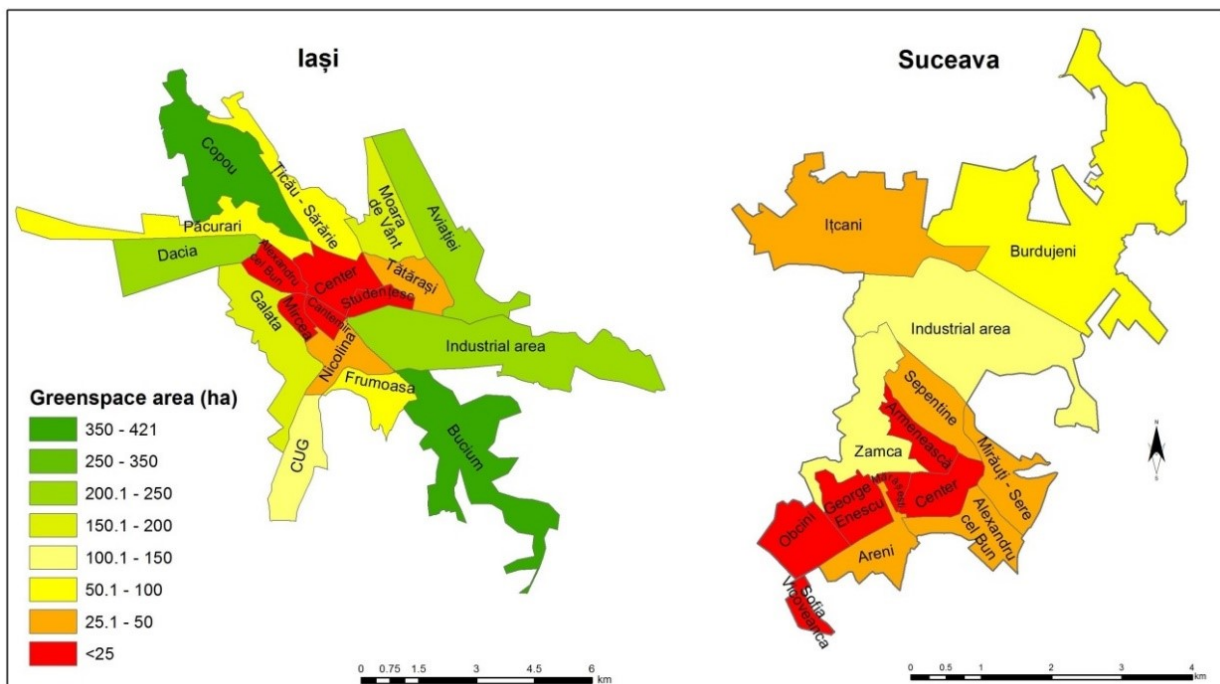 Iași
Suceava
Copou
Țicău - Sărărie
Moara
de Vânt
Aviației
Păcurari
Dacia
Alexandru
cel Bun
Center
Tătărași
Studențesc
Cantemir
Mircea
Galata
Nicolina
Industrial area
Frumoasa
Bucium
CUG
Greenspace area (ha)
350 - 421
250 - 350
200.1 - 250
150.1 - 200
100.1 - 150
50.1 - 100
25.1 - 50
<25
0 0.75 1.5 3 4.5 6
km
Ițcani
Burdujeni
Industrial area
Sepentine
Armenească
Zamca
Mirăuți - Sere
Center
George
Enescu
Obcini
Alexandru
cel Bun
Areni
Sofia
Vicoveanca
N
S
0 0.5 1 2 3 4
km